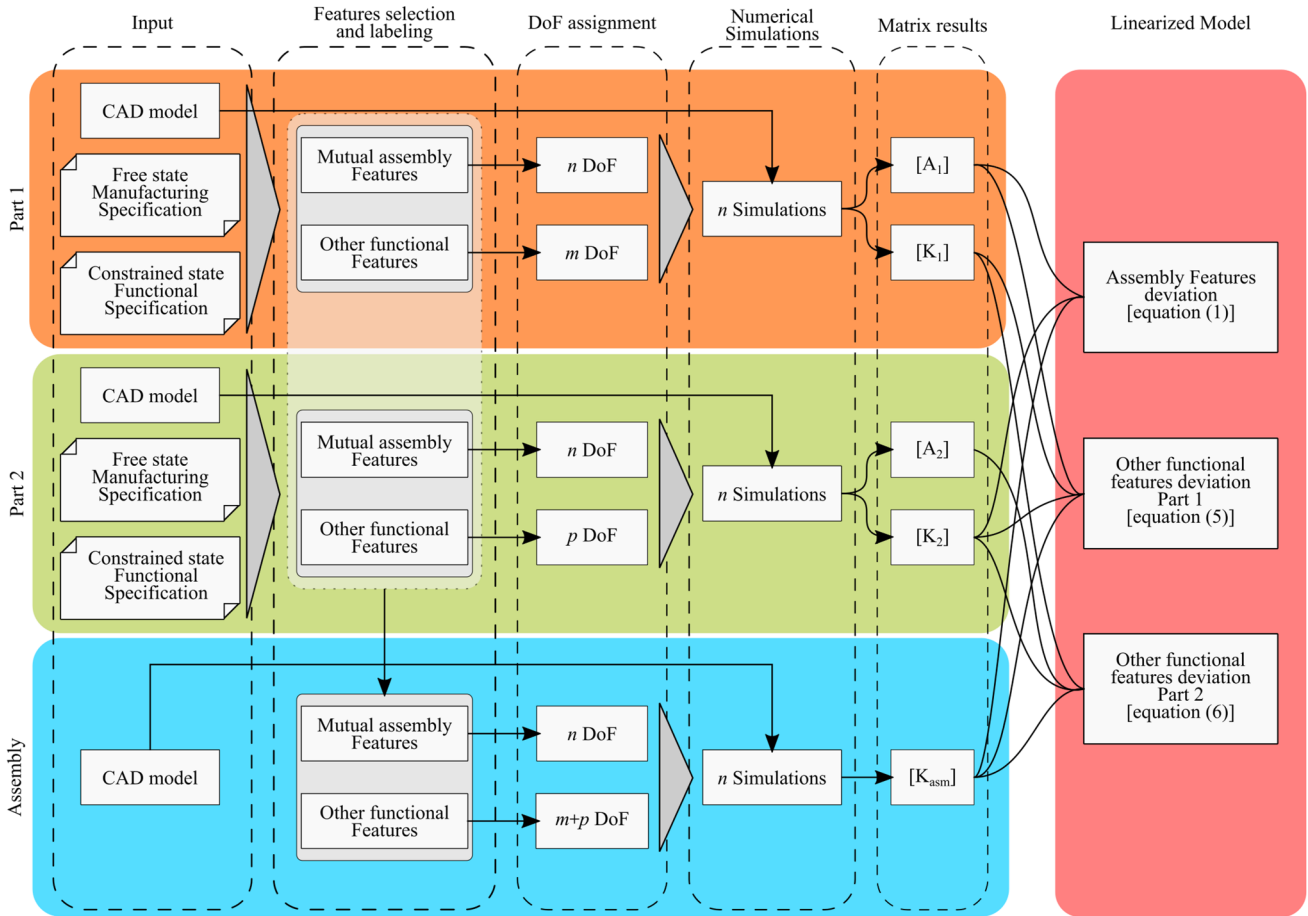 Input
Features selection
and labeling
DoF assignment
Numerical
Simulations
Matrix results
Linearized Model
Part 1
CAD model
Free state
Manufacturing
Specification
Constrained state
Functional
Specification
Mutual assembly
Features
Other functional
Features
n DoF
m DoF
n Simulations
[A1]
[K1]
Part 2
CAD model
Free state
Manufacturing
Specification
Constrained state
Functional
Specification
Mutual assembly
Features
Other functional
Features
n DoF
p DoF
n Simulations
[A2]
[K2]
Assembly
CAD model
Mutual assembly
Features
Other functional
Features
n DoF
m+p DoF
n Simulations
[Kasm]
Assembly Features
deviation
[equation (1)]
Other functional
features deviation
Part 1
[equation (5)]
Other functional
features deviation
Part 2
[equation (6)]